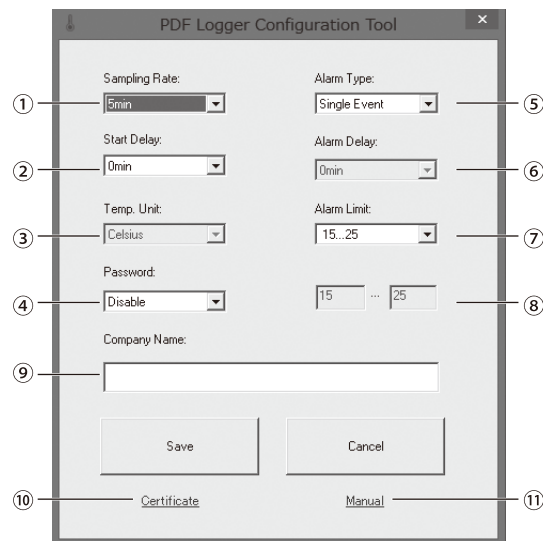 PDF Logger Configuration Tool ×
Sampling Rate: Alarm Type:
① 5min Single Event ⑤
Start Delay: Alarm Delay:
② 0min 0min ⑥
Temp. Unit: Alarm Limit:
③ Celsius 15...25 ⑦
Password:
④ Disable 15 ... 25 ⑧
Company Name:
⑨
Save Cancel
⑩ Certificate Manual ⑪